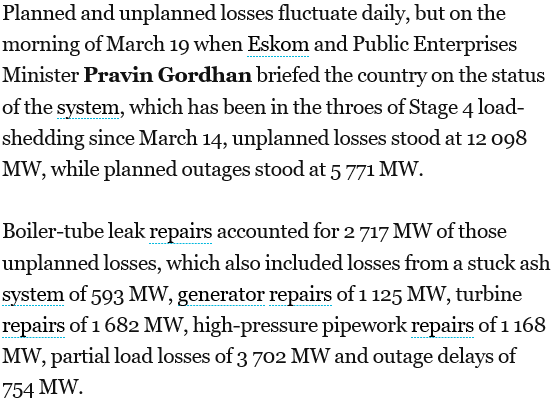 Planned and unplanned losses fluctuate daily, but on the
morning of March 19 when Eskom and Public Enterprises
Minister Pravin Gordhan briefed the country on the status
of the system, which has been in the throes of Stage 4 load-
shedding since March 14, unplanned losses stood at 12 098
MW, while planned outages stood at 5 771 MW.
Boiler-tube leak repairs accounted for 2 717 MW of those
unplanned losses, which also included losses from a stuck ash
system of 593 MW, generator repairs of 1 125 MW, turbine
repairs of 1 682 MW, high-pressure pipework repairs of 1 168
MW, partial load losses of 3 702 MW and outage delays of
754 MW.